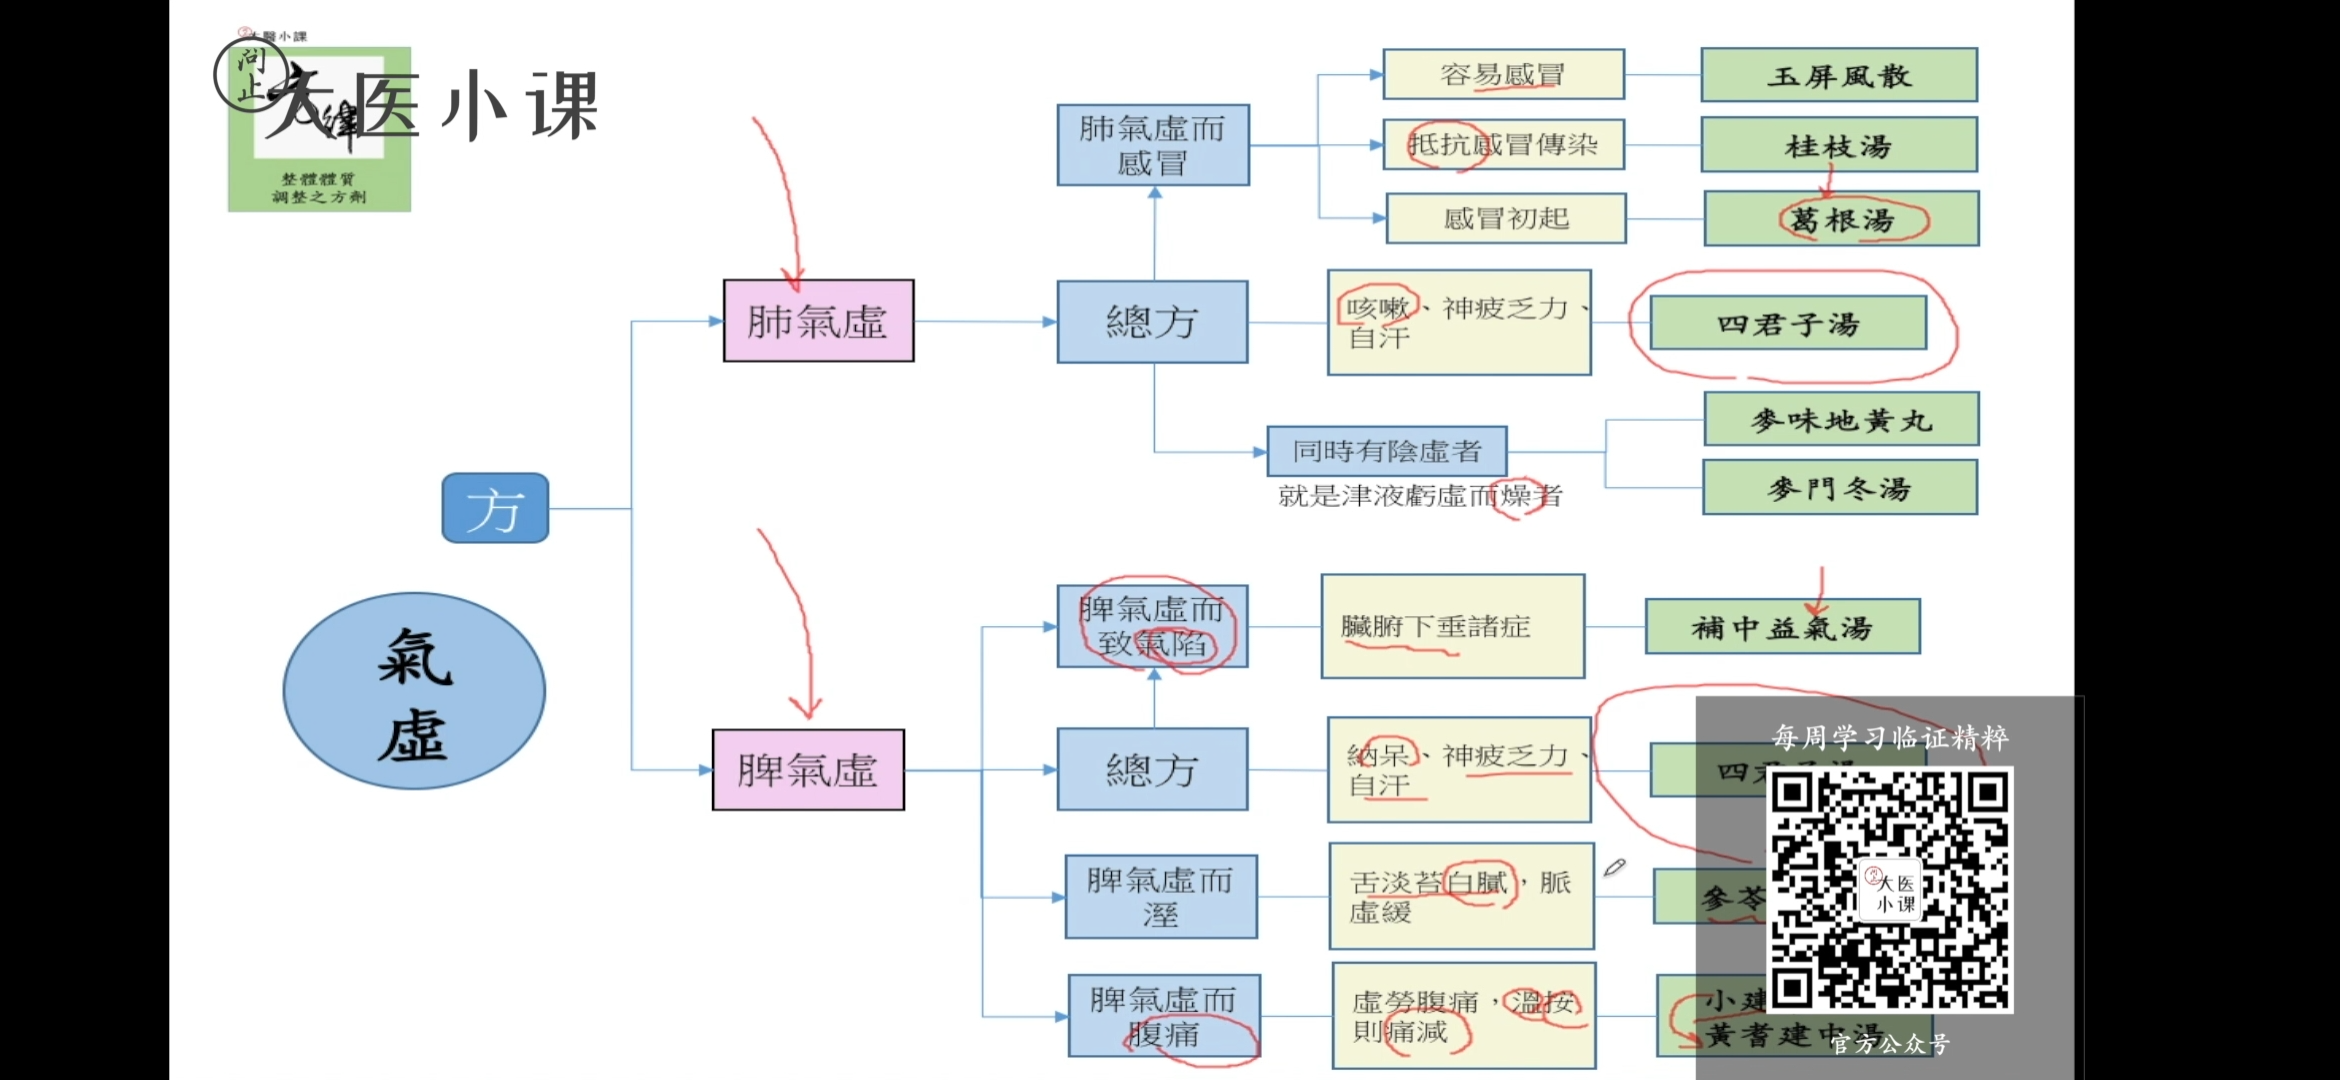 大醫小課
问止
大医小课
整體體質
調整之方劑
方
氣
虛
肺氣虛
肺氣虛而
感冒
容易感冒
玉屏風散
抵抗感冒傳染
桂枝湯
感冒初起
葛根湯
總方
咳嗽、神疲乏力、
自汗
四君子湯
同時有陰虛者
就是津液虧虛而燥者
麥味地黃丸
麥門冬湯
脾氣虛
脾氣虛而
致氣陷
臟腑下垂諸症
補中益氣湯
總方
納呆、神疲乏力、
自汗
四君子湯
脾氣虛而
溼
舌淡苔白膩，脈
虛緩
參苓
脾氣虛而
腹痛
虛勞腹痛，溫按
則痛減
小建
黃耆建中湯
每周学习临证精粹
大医
小课
官方公众号